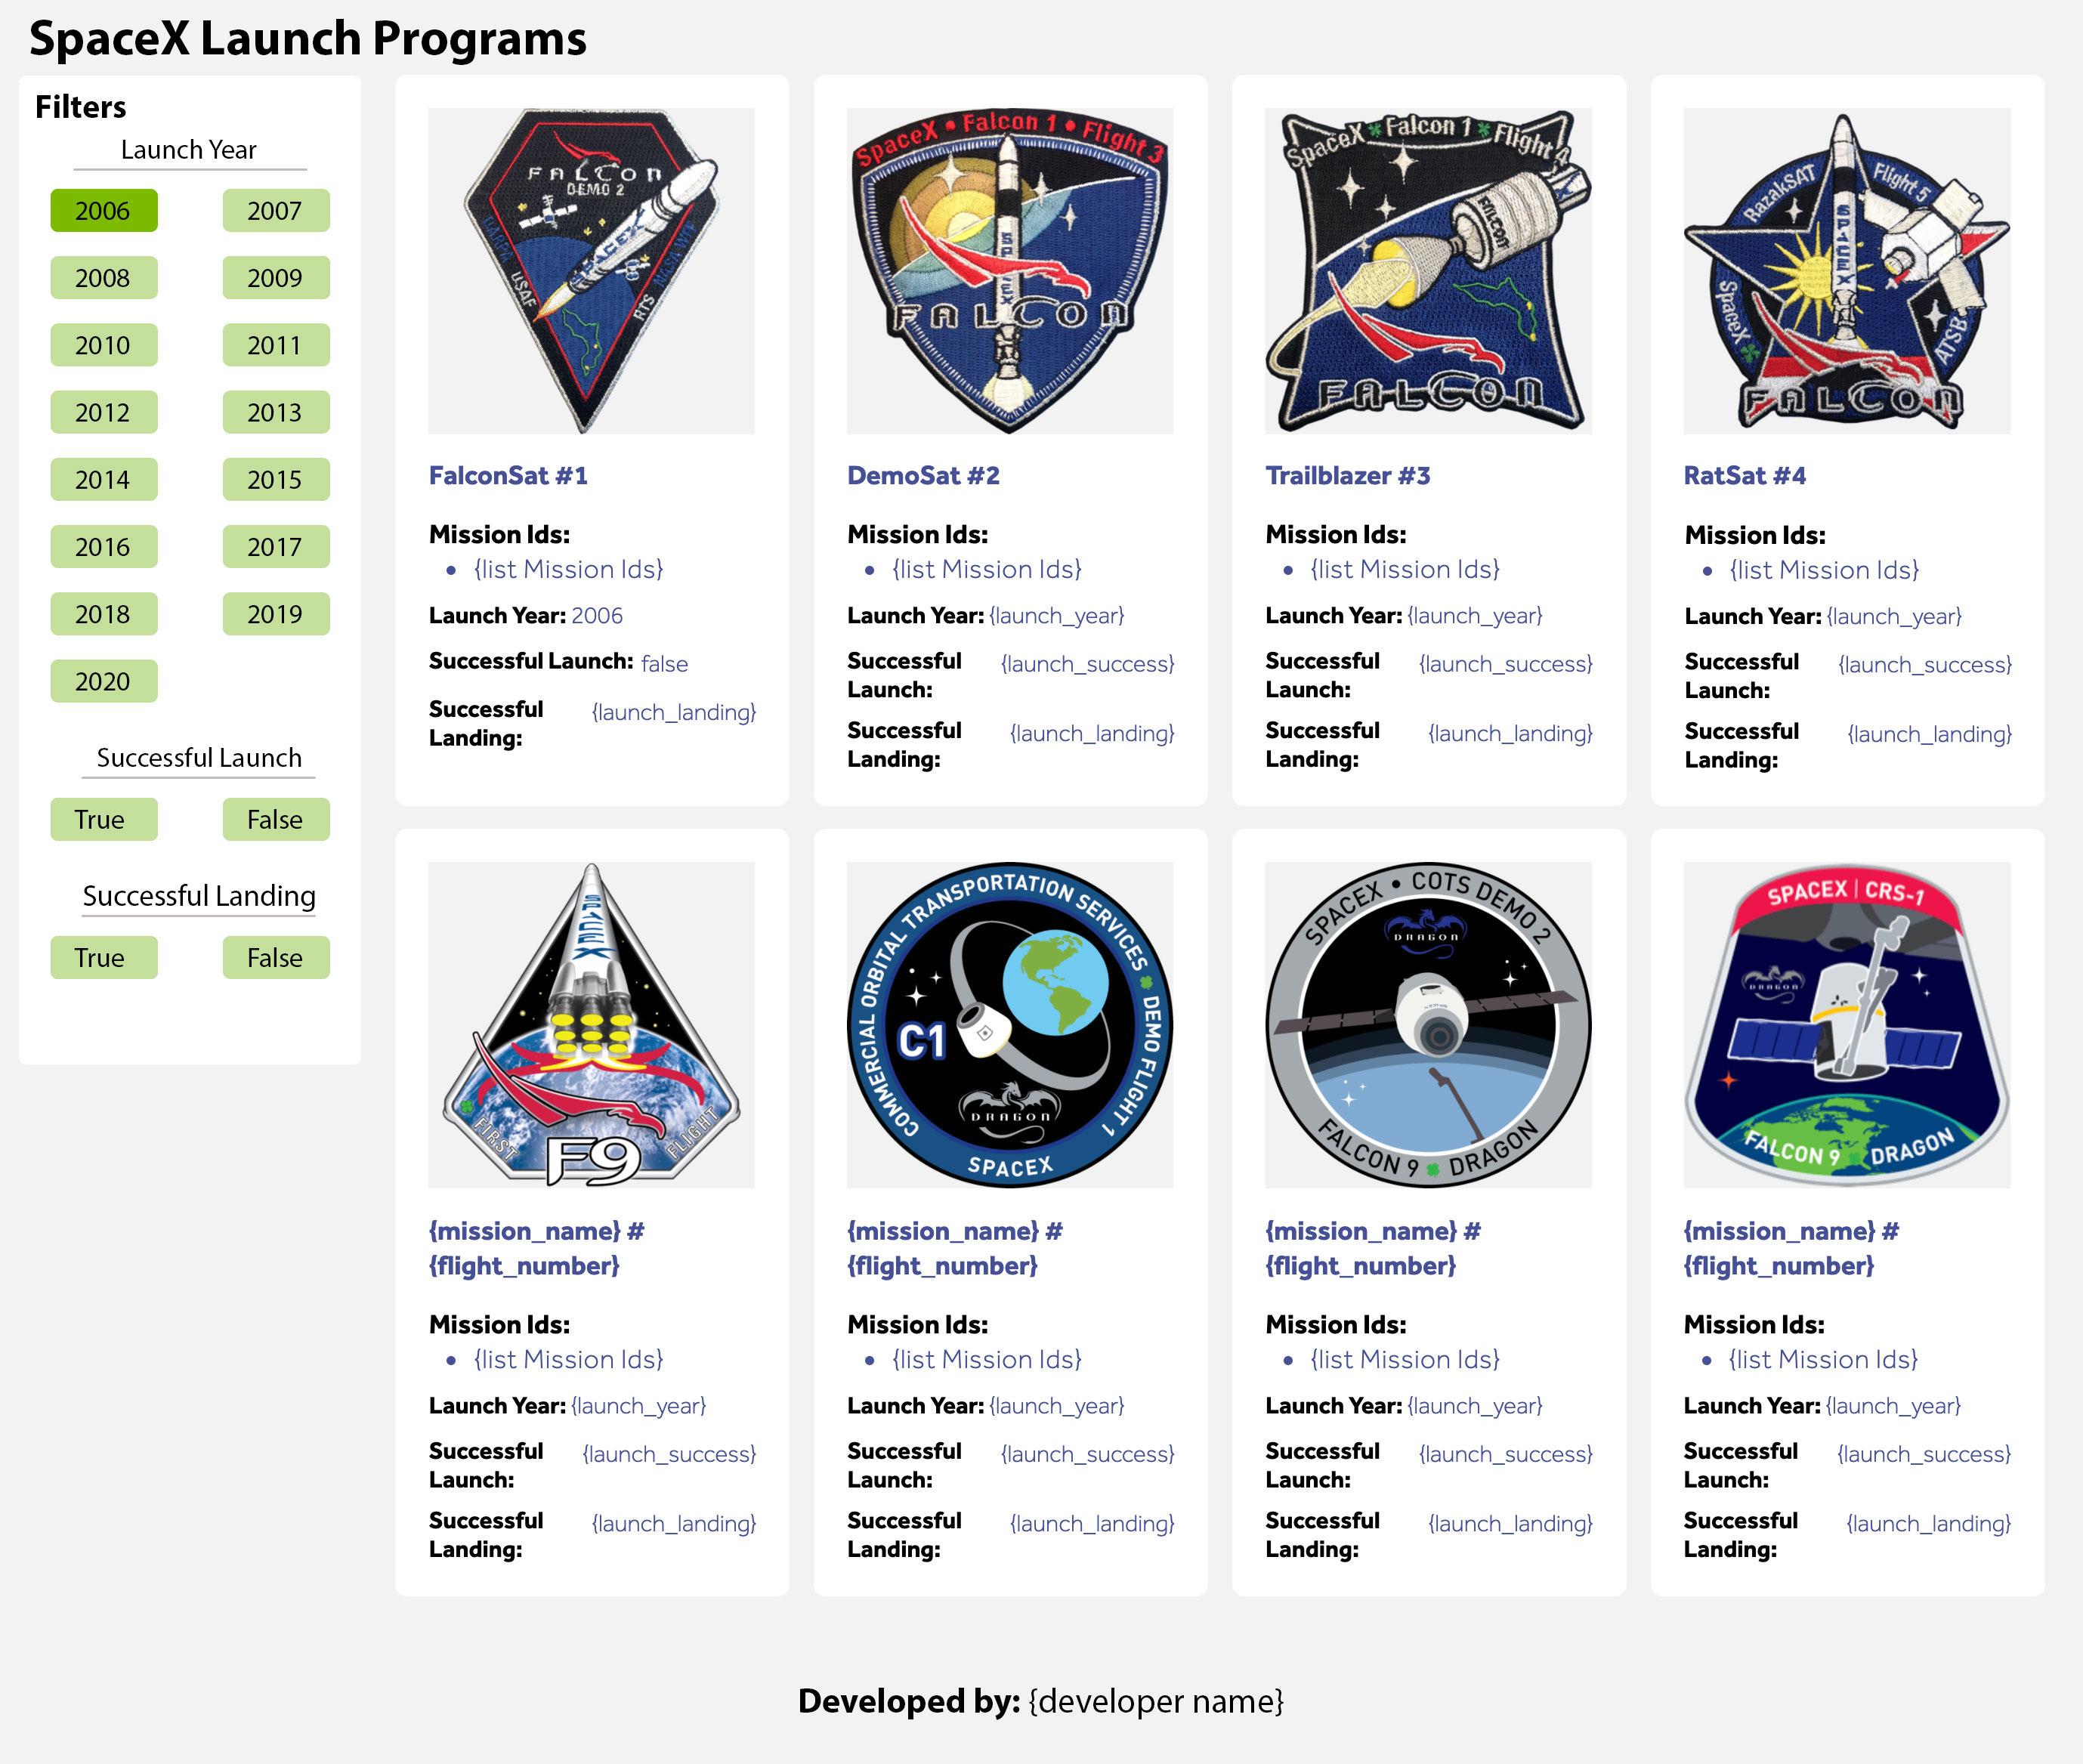 SpaceX Launch Programs
Filters
Launch Year
2006 2007
2008 2009
2010 2011
2012 2013
2014 2015
2016 2017
2018 2019
2020
Successful Launch
True False
Successful Landing
True False
FALCON
DEMO 2
SPACEX
DARPA USAF
RTS
FalconSat #1
Mission Ids:
• {list Mission Ids}
Launch Year: 2006
Successful Launch: false
Successful {launch_landing}
Landing:
SpaceX • Falcon 1 • Flight 3
SPACEX
FALCON
DemoSat #2
Mission Ids:
• {list Mission Ids}
Launch Year: {launch_year}
Successful {launch_success}
Launch:
Successful {launch_landing}
Landing:
SpaceX Falcon 1 Flight 4
FALCON
FALCON
Trailblazer #3
Mission Ids:
• {list Mission Ids}
Launch Year: {launch_year}
Successful {launch_success}
Launch:
Successful {launch_landing}
Landing:
RazakSAT Flight 5
SPACEX
SpaceX ATSB
FALCON
RatSat #4
Mission Ids:
• {list Mission Ids}
Launch Year: {launch_year}
Successful {launch_success}
Launch:
Successful {launch_landing}
Landing:
SPACEX
FIRST F9 FLIGHT
{mission_name} #
{flight_number}
Mission Ids:
• {list Mission Ids}
Launch Year: {launch_year}
Successful {launch_success}
Launch:
Successful {launch_landing}
Landing:
COMMERCIAL ORBITAL TRANSPORTATION SERVICES DEMO FLIGHT 1
C1
DRAGON
SPACEX
{mission_name} #
{flight_number}
Mission Ids:
• {list Mission Ids}
Launch Year: {launch_year}
Successful {launch_success}
Launch:
Successful {launch_landing}
Landing:
SPACEX • COTS DEMO 2
DRAGON
FALCON 9 DRAGON
{mission_name} #
{flight_number}
Mission Ids:
• {list Mission Ids}
Launch Year: {launch_year}
Successful {launch_success}
Launch:
Successful {launch_landing}
Landing:
SPACEX | CRS-1
DRAGON
FALCON 9 DRAGON
{mission_name} #
{flight_number}
Mission Ids:
• {list Mission Ids}
Launch Year: {launch_year}
Successful {launch_success}
Launch:
Successful {launch_landing}
Landing:
Developed by: {developer name}